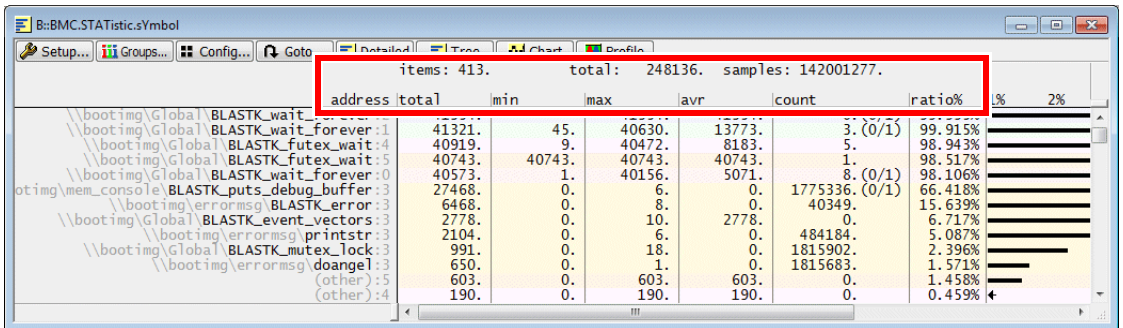 B::BMC.STATistic.sYmbol
Setup... Groups... Config... Goto... Detailed Tree Chart Profile
items: 413. total: 248136. samples: 142001277.
address total min max avr count ratio% 1% 2%
\\bootimg\Global\BLASTK_wait_forever:1 41321. 45. 40630. 13773. 3.(0/1) 99.915%
\\bootimg\Global\BLASTK_futex_wait:4 40919. 9. 40472. 8183. 5. 98.943%
\\bootimg\Global\BLASTK_futex_wait:5 40743. 40743. 40743. 40743. 1. 98.517%
\\bootimg\Global\BLASTK_wait_forever:0 40573. 1. 40156. 5071. 8.(0/1) 98.106%
otimg\mem_console\BLASTK_puts_debug_buffer:3 27468. 0. 6. 0. 1775336.(0/1) 66.418%
\\bootimg\errormsg\BLASTK_error:3 6468. 0. 8. 0. 40349. 15.639%
\\bootimg\Global\BLASTK_event_vectors:3 2778. 0. 10. 2778. 0. 6.717%
\\bootimg\errormsg\printstr:3 2104. 0. 6. 0. 484184. 5.087%
\\bootimg\Global\BLASTK_mutex_lock:3 991. 0. 18. 0. 1815902. 2.396%
\\bootimg\errormsg\doangel:3 650. 0. 1. 0. 1815683. 1.571%
(other):5 603. 0. 603. 603. 0. 1.458%
(other):4 190. 0. 190. 190. 0. 0.459%